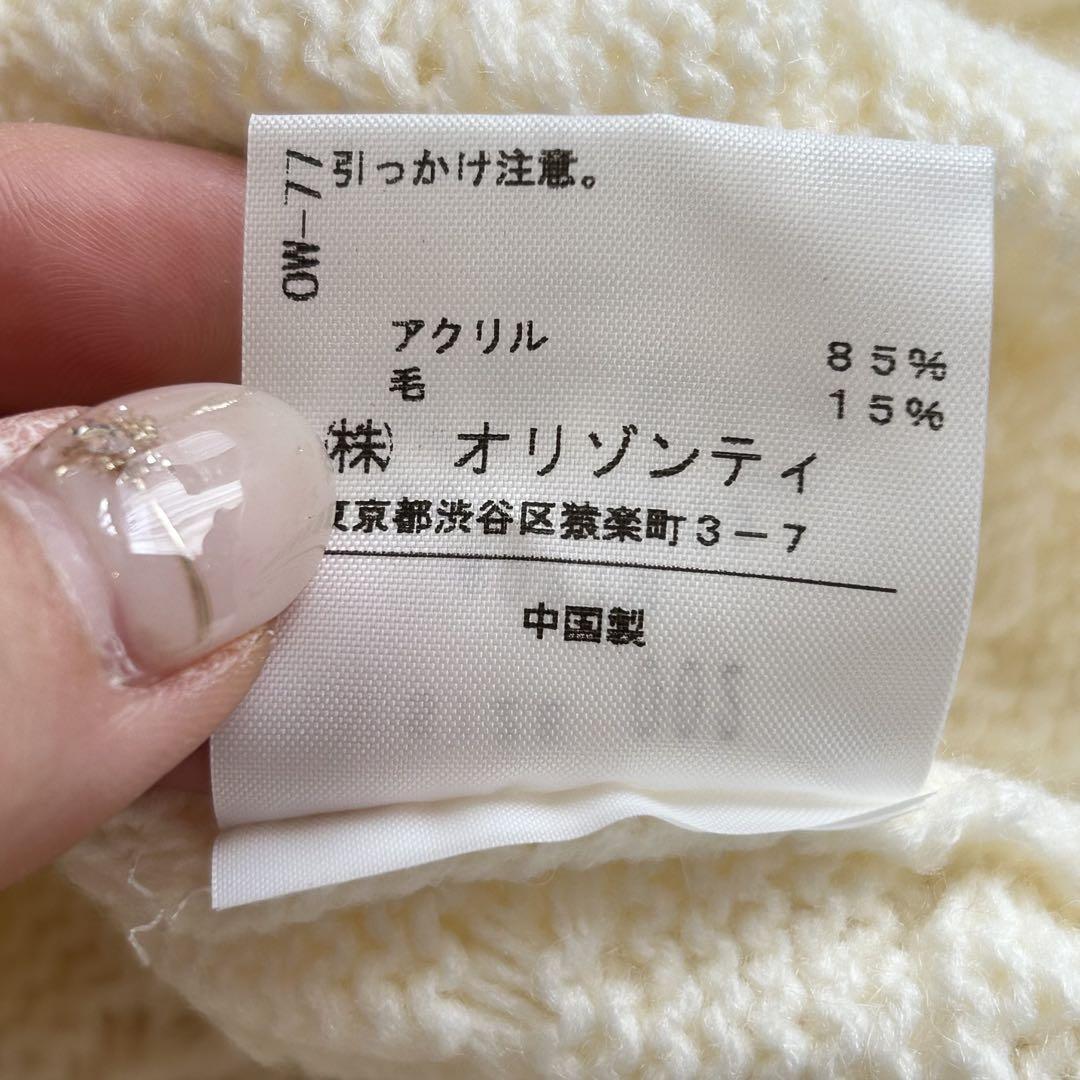 引っかけ注意。
77-MO
アクリル 85%
毛 15%
㈱ オリゾンティ
東京都渋谷区猿楽町3-7
中国製